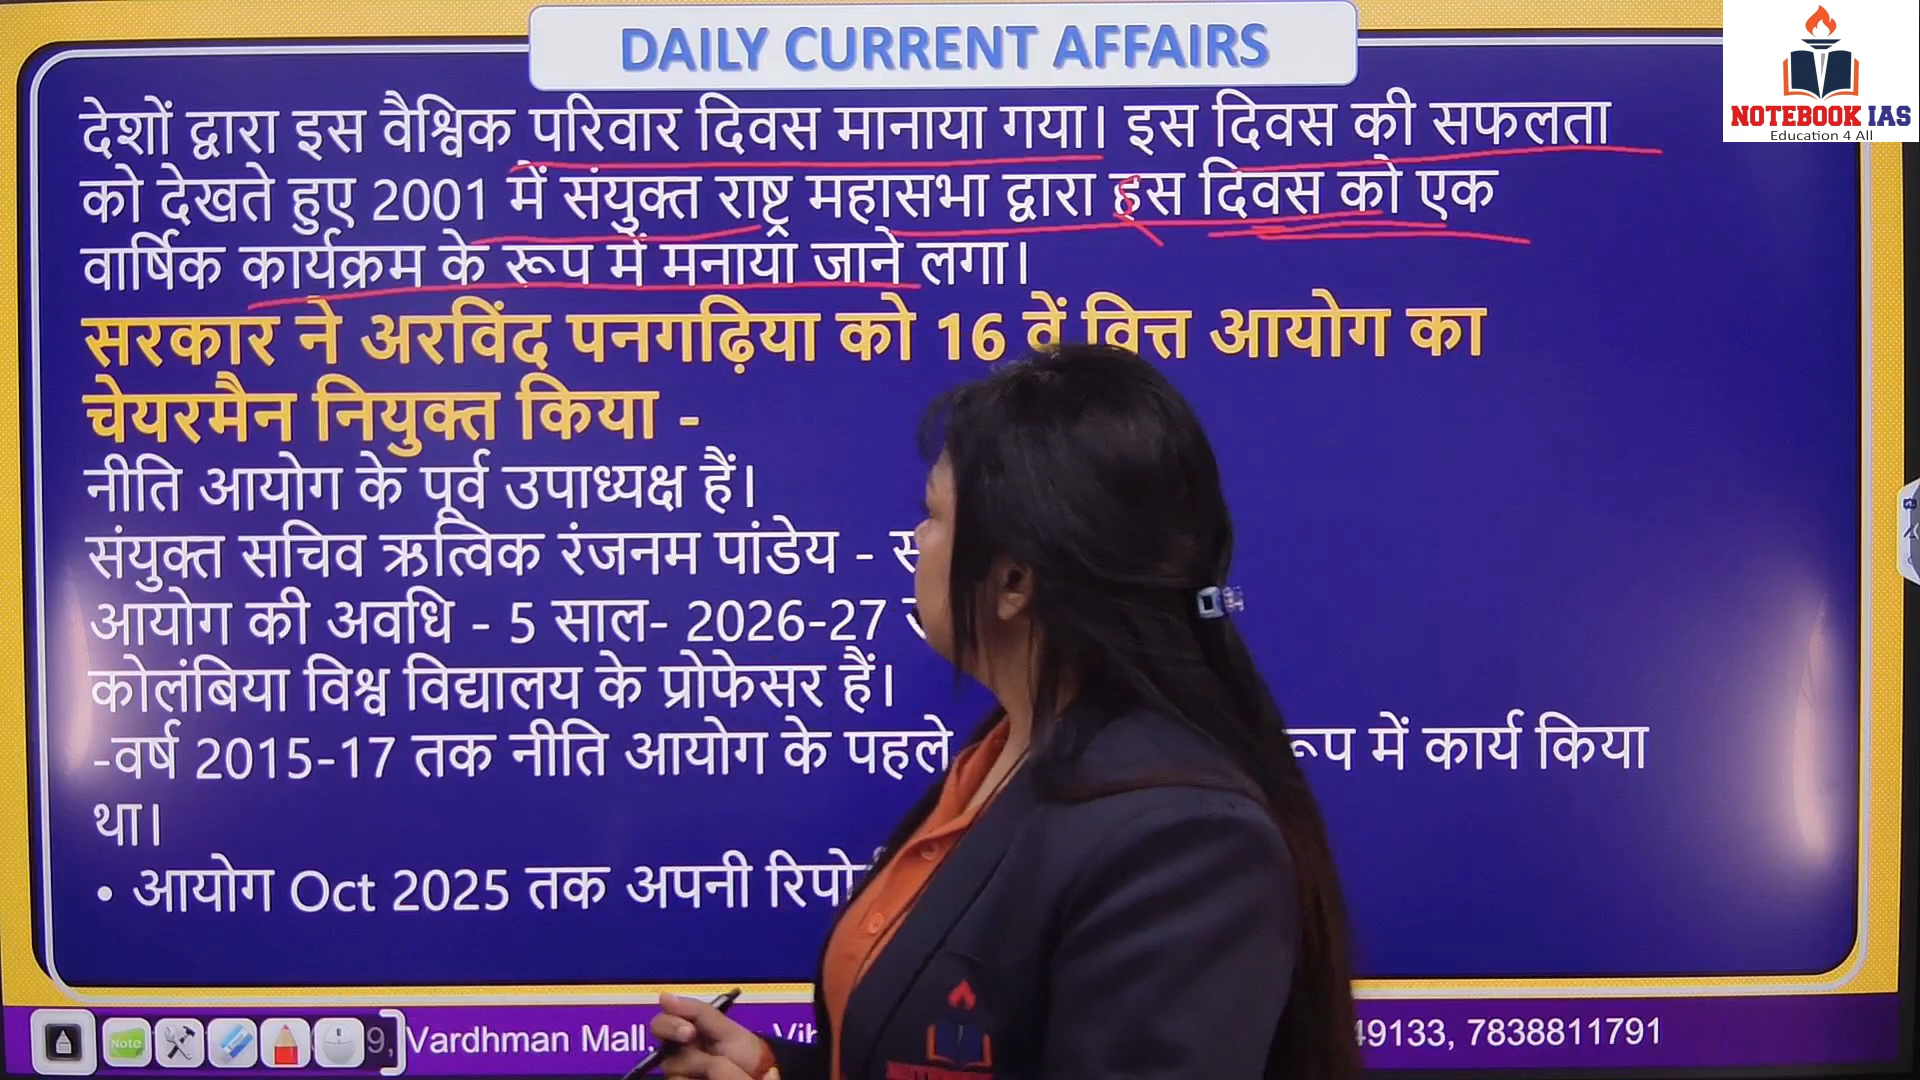 DAILY CURRENT AFFAIRS
NOTEBOOK IAS
Education 4 All
देशों द्वारा इस वैश्विक परिवार दिवस मानाया गया। इस दिवस की सफलता
को देखते हुए 2001 में संयुक्त राष्ट्र महासभा द्वारा इस दिवस को एक
वार्षिक कार्यक्रम के रूप में मनाया जाने लगा।
सरकार ने अरविंद पनगढ़िया को 16 वें वित्त आयोग का
चेयरमैन नियुक्त किया -
नीति आयोग के पूर्व उपाध्यक्ष हैं।
संयुक्त सचिव ऋत्विक रंजनम पांडेय -
आयोग की अवधि - 5 साल- 2026-27
कोलंबिया विश्व विद्यालय के प्रोफेसर हैं।
-वर्ष 2015-17 तक नीति आयोग के पहले रूप में कार्य किया
था।
• आयोग Oct 2025 तक अपनी
Note
9, Vardhman Mall. 49133, 7838811791